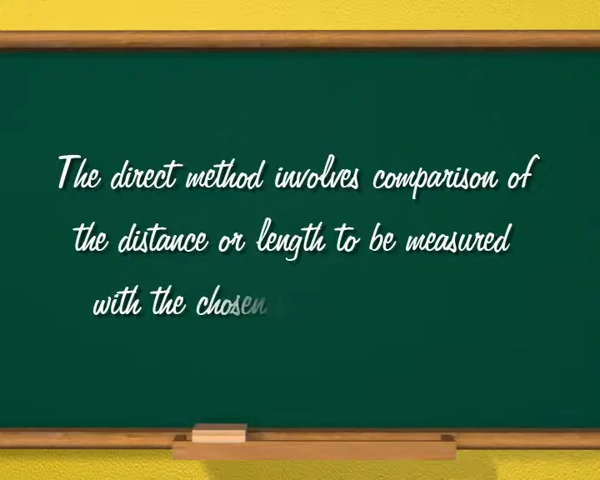 The direct method involves comparison of
the distance or length to be measured
with the chosen